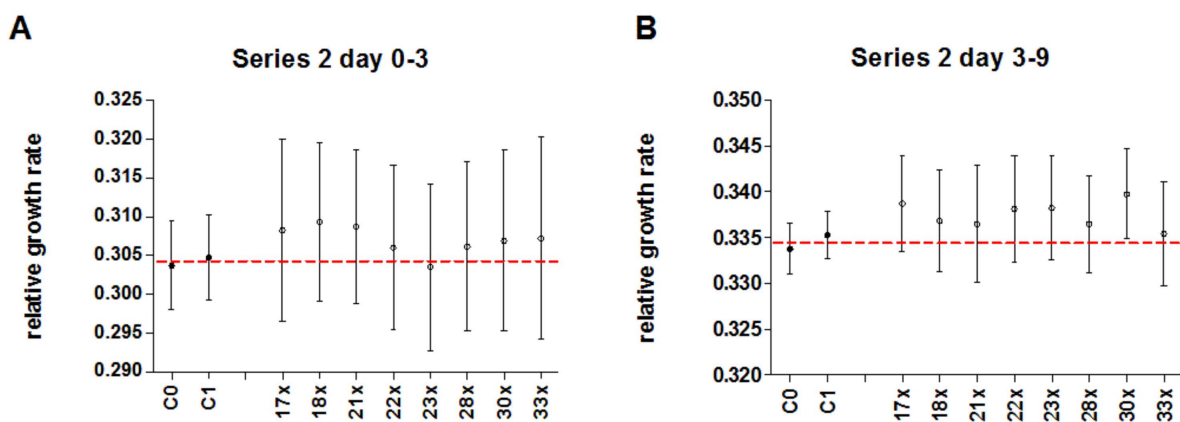 A
Series 2 day 0-3
relative growth rate
0.325
0.320
0.315
0.310
0.305
0.300
0.295
0.290
C0
C1
17x
18x
21x
22x
23x
28x
30x
33x
B
Series 2 day 3-9
relative growth rate
0.350
0.345
0.340
0.335
0.330
0.325
0.320
C0
C1
17x
18x
21x
22x
23x
28x
30x
33x